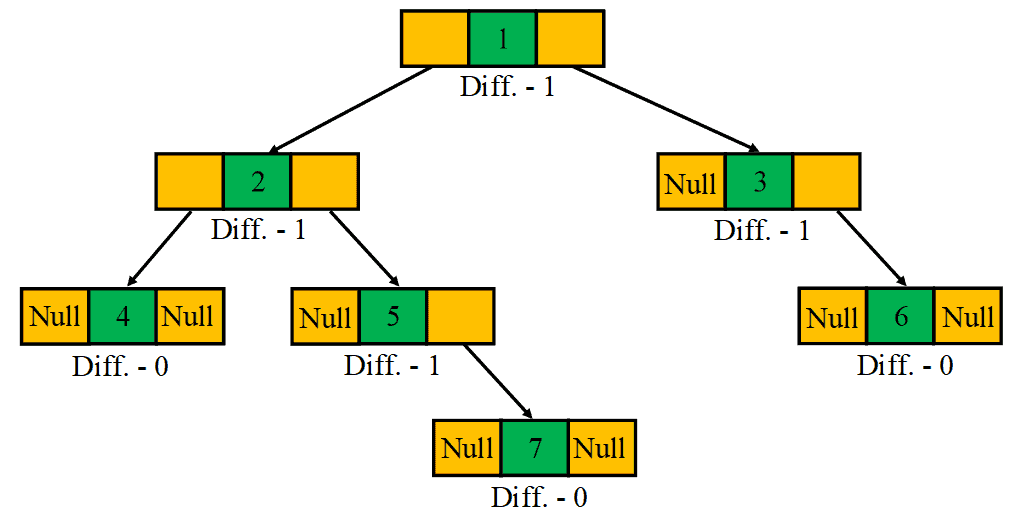 1
Diff. - 1
2
Null 3
Diff. - 1
Diff. - 1
Null 4 Null
Null 5
Null 6 Null
Diff. - 0
Diff. - 1
Diff. - 0
Null 7 Null
Diff. - 0